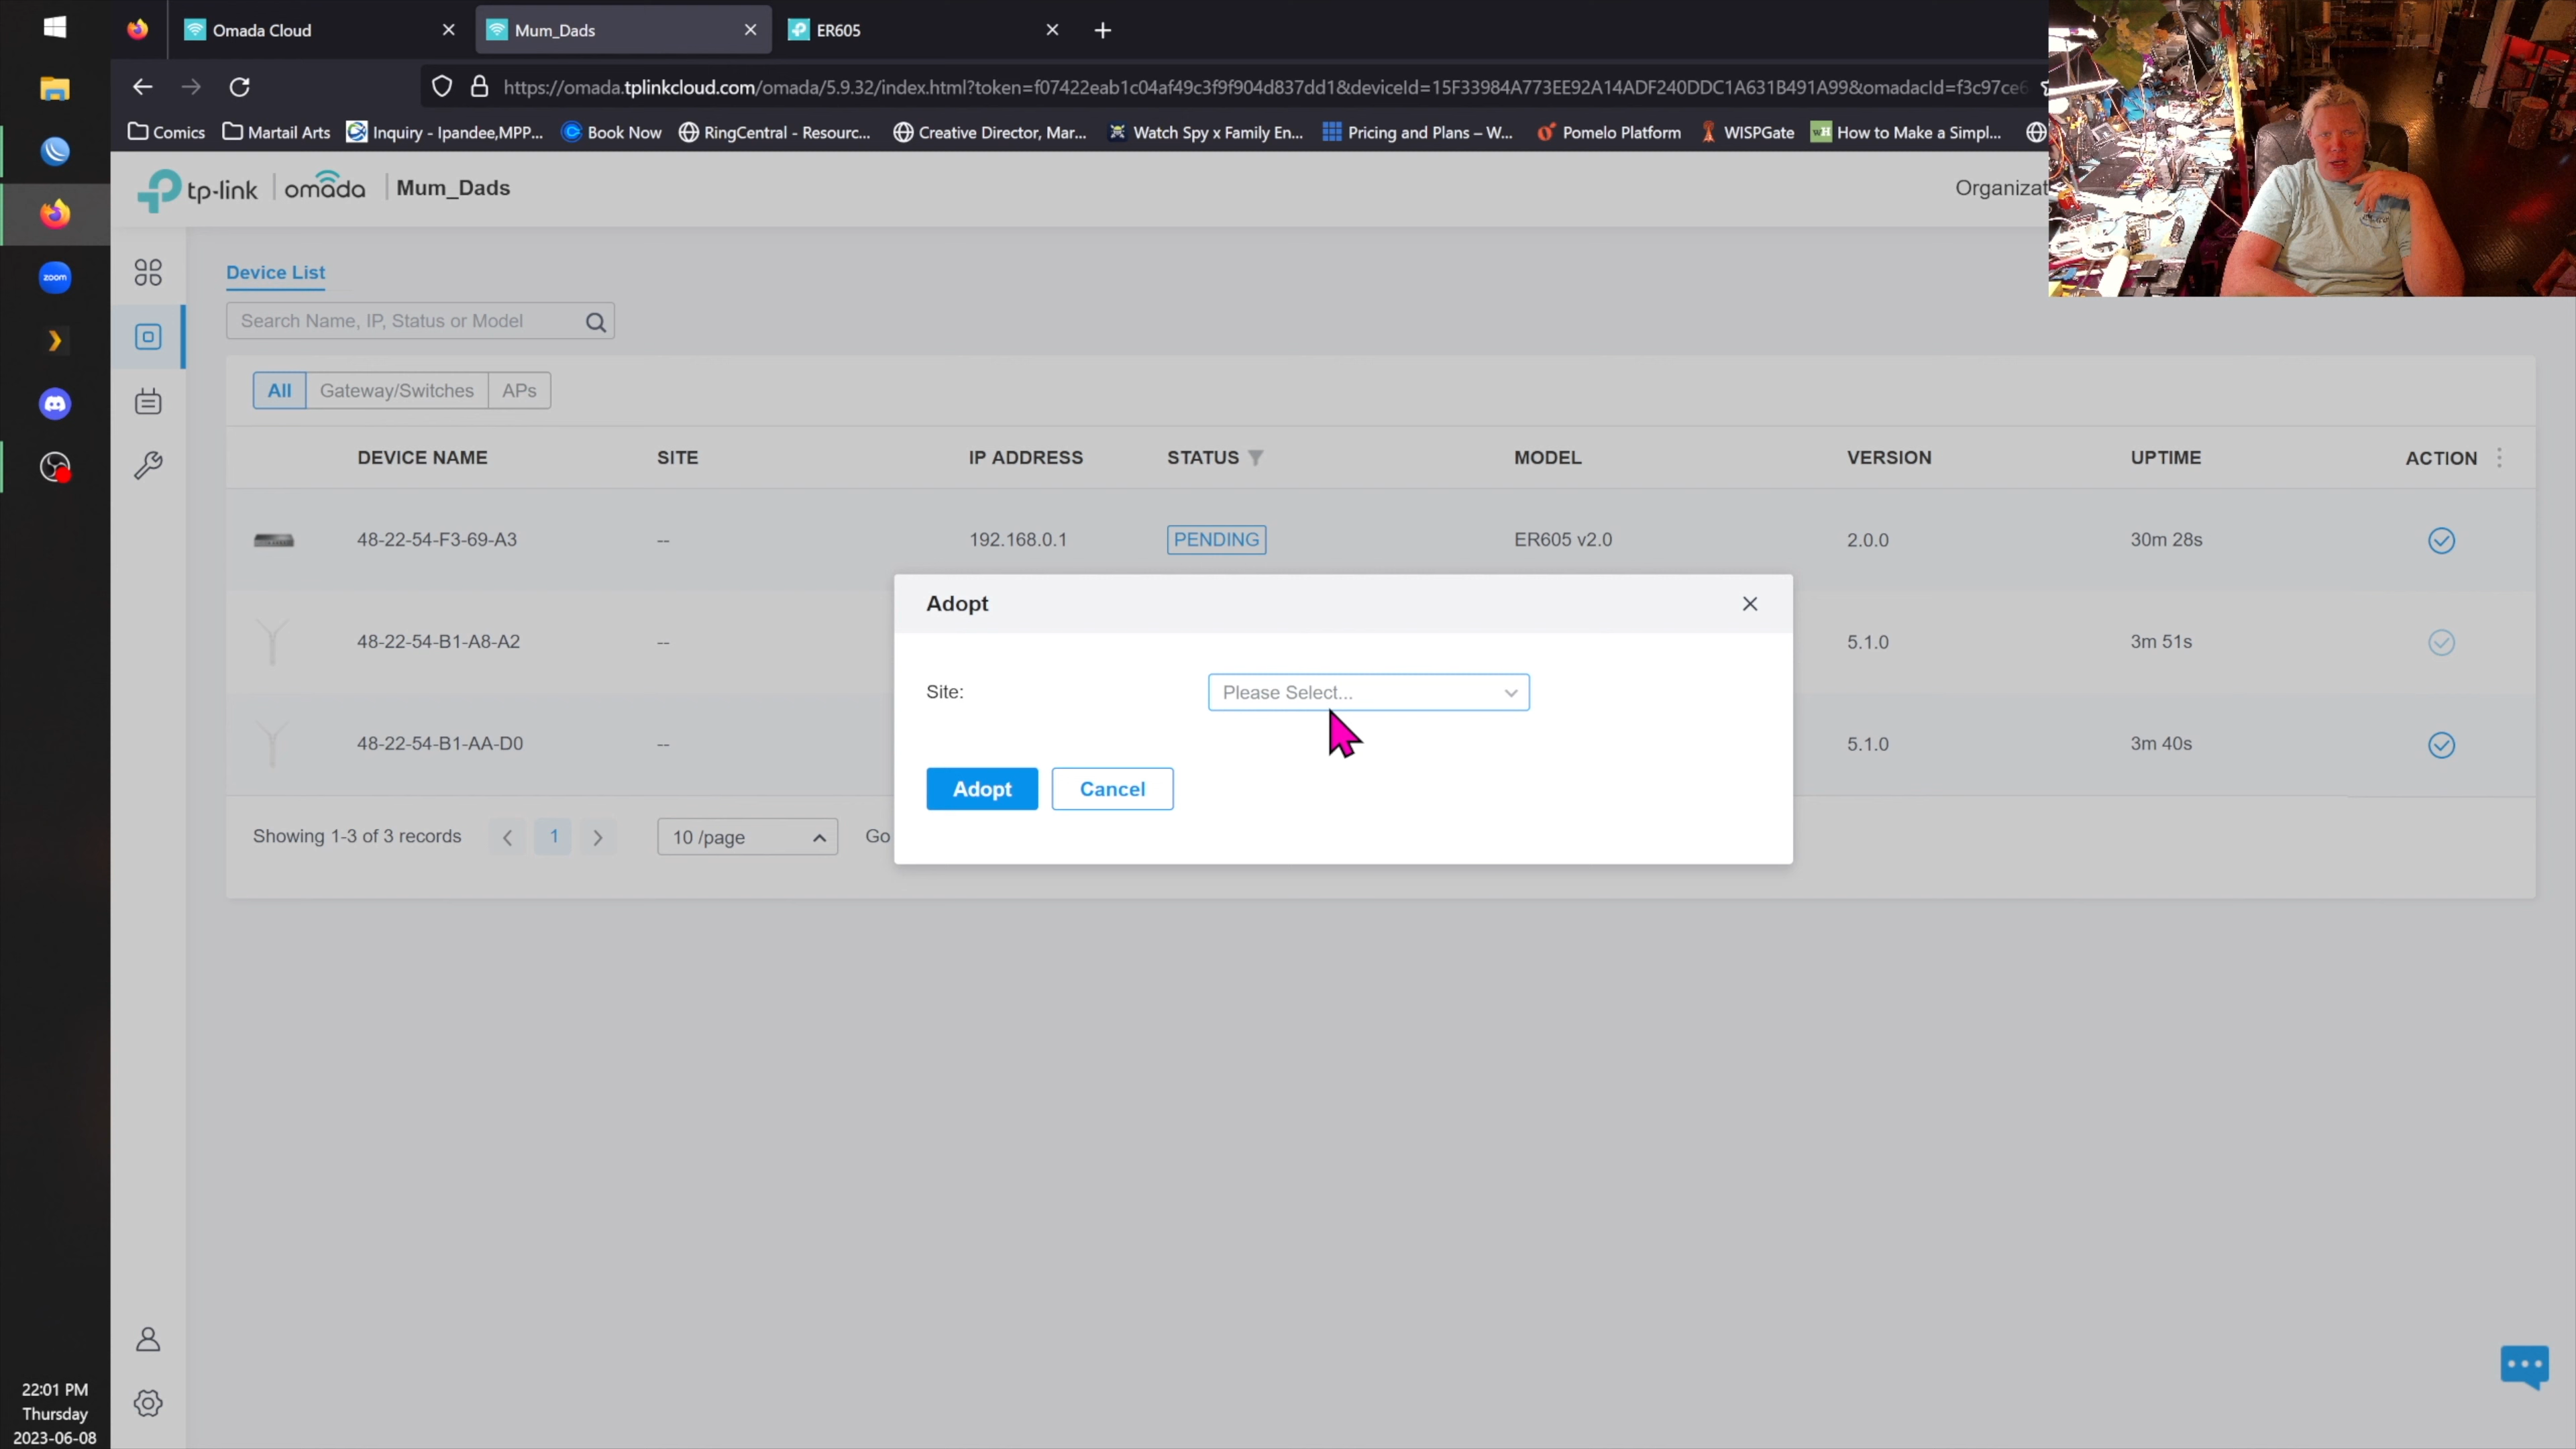 Omada Cloud
Mum_Dads
ER605
https://omada.tplinkcloud.com/omada/5.9.32/index.html?token=f07422eab1c04af49c3f9f904d837dd1&deviceId=15F33984A773EE92A14ADF240DDC1A631B491A99&omadacId=f3c97ce6
Comics
Martail Arts
Inquiry - Ipandee,MPP...
Book Now
RingCentral - Resourc...
Creative Director, Mar...
Watch Spy x Family En...
Pricing and Plans – W...
Pomelo Platform
WISPGate
wH How to Make a Simpl...
tp-link
omada
Mum_Dads
Organizat
zoom
Device List
Search Name, IP, Status or Model
All Gateway/Switches APs
DEVICE NAME SITE IP ADDRESS STATUS MODEL VERSION UPTIME ACTION
48-22-54-F3-69-A3 -- 192.168.0.1 PENDING ER605 v2.0 2.0.0 30m 28s
48-22-54-B1-A8-A2 -- 5.1.0 3m 51s
48-22-54-B1-AA-D0 -- 5.1.0 3m 40s
Adopt
Site: Please Select...
Adopt Cancel
Showing 1-3 of 3 records 1 10 /page Go
22:01 PM
Thursday
2023-06-08